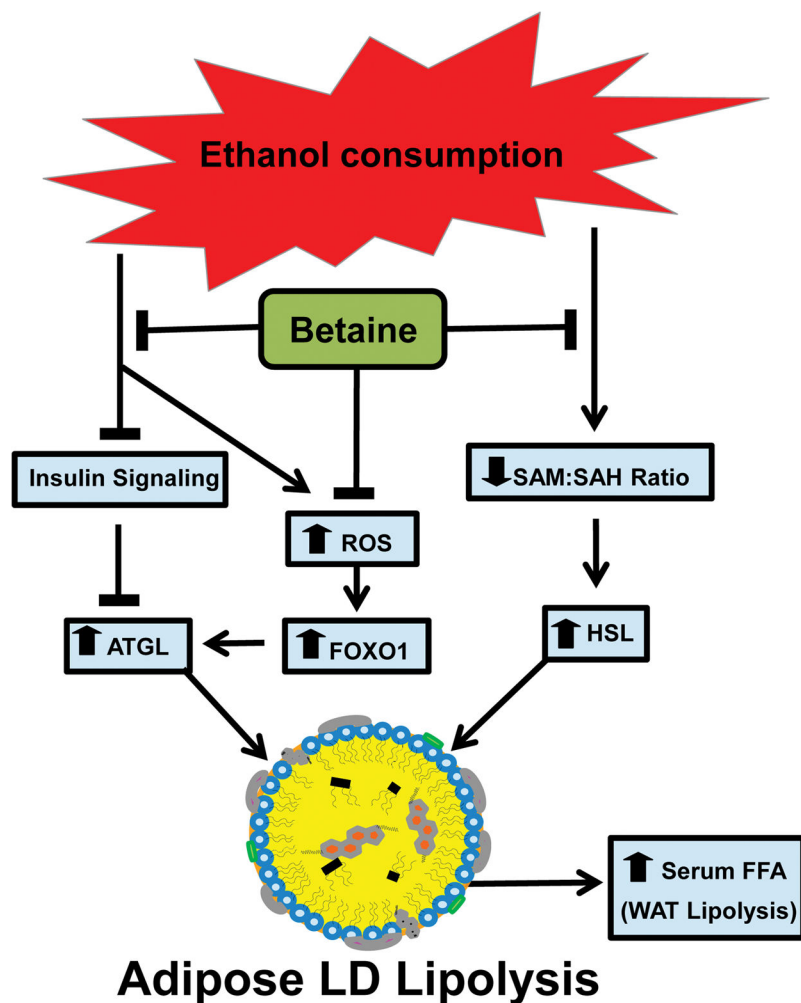 Ethanol consumption
Betaine
Insulin Signaling
SAM:SAH Ratio
ROS
ATGL
FOXO1
HSL
Serum FFA
(WAT Lipolysis)
Adipose LD Lipolysis